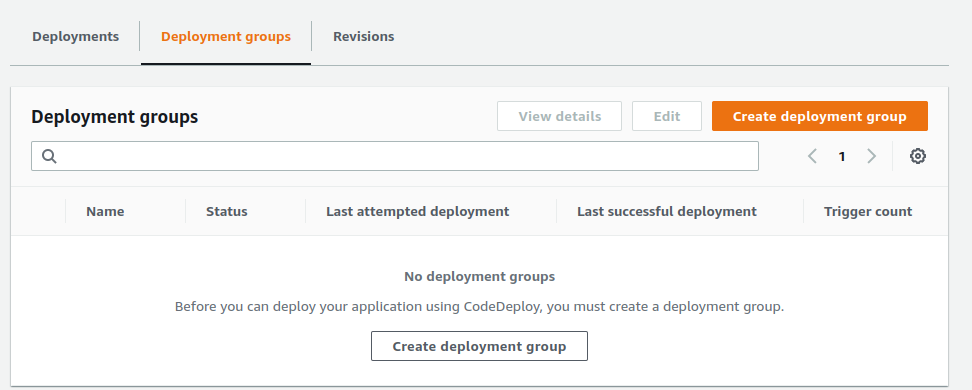 Deployments Deployment groups Revisions
Deployment groups View details Edit Create deployment group
1
Name Status Last attempted deployment Last successful deployment Trigger count
No deployment groups
Before you can deploy your application using CodeDeploy, you must create a deployment group.
Create deployment group